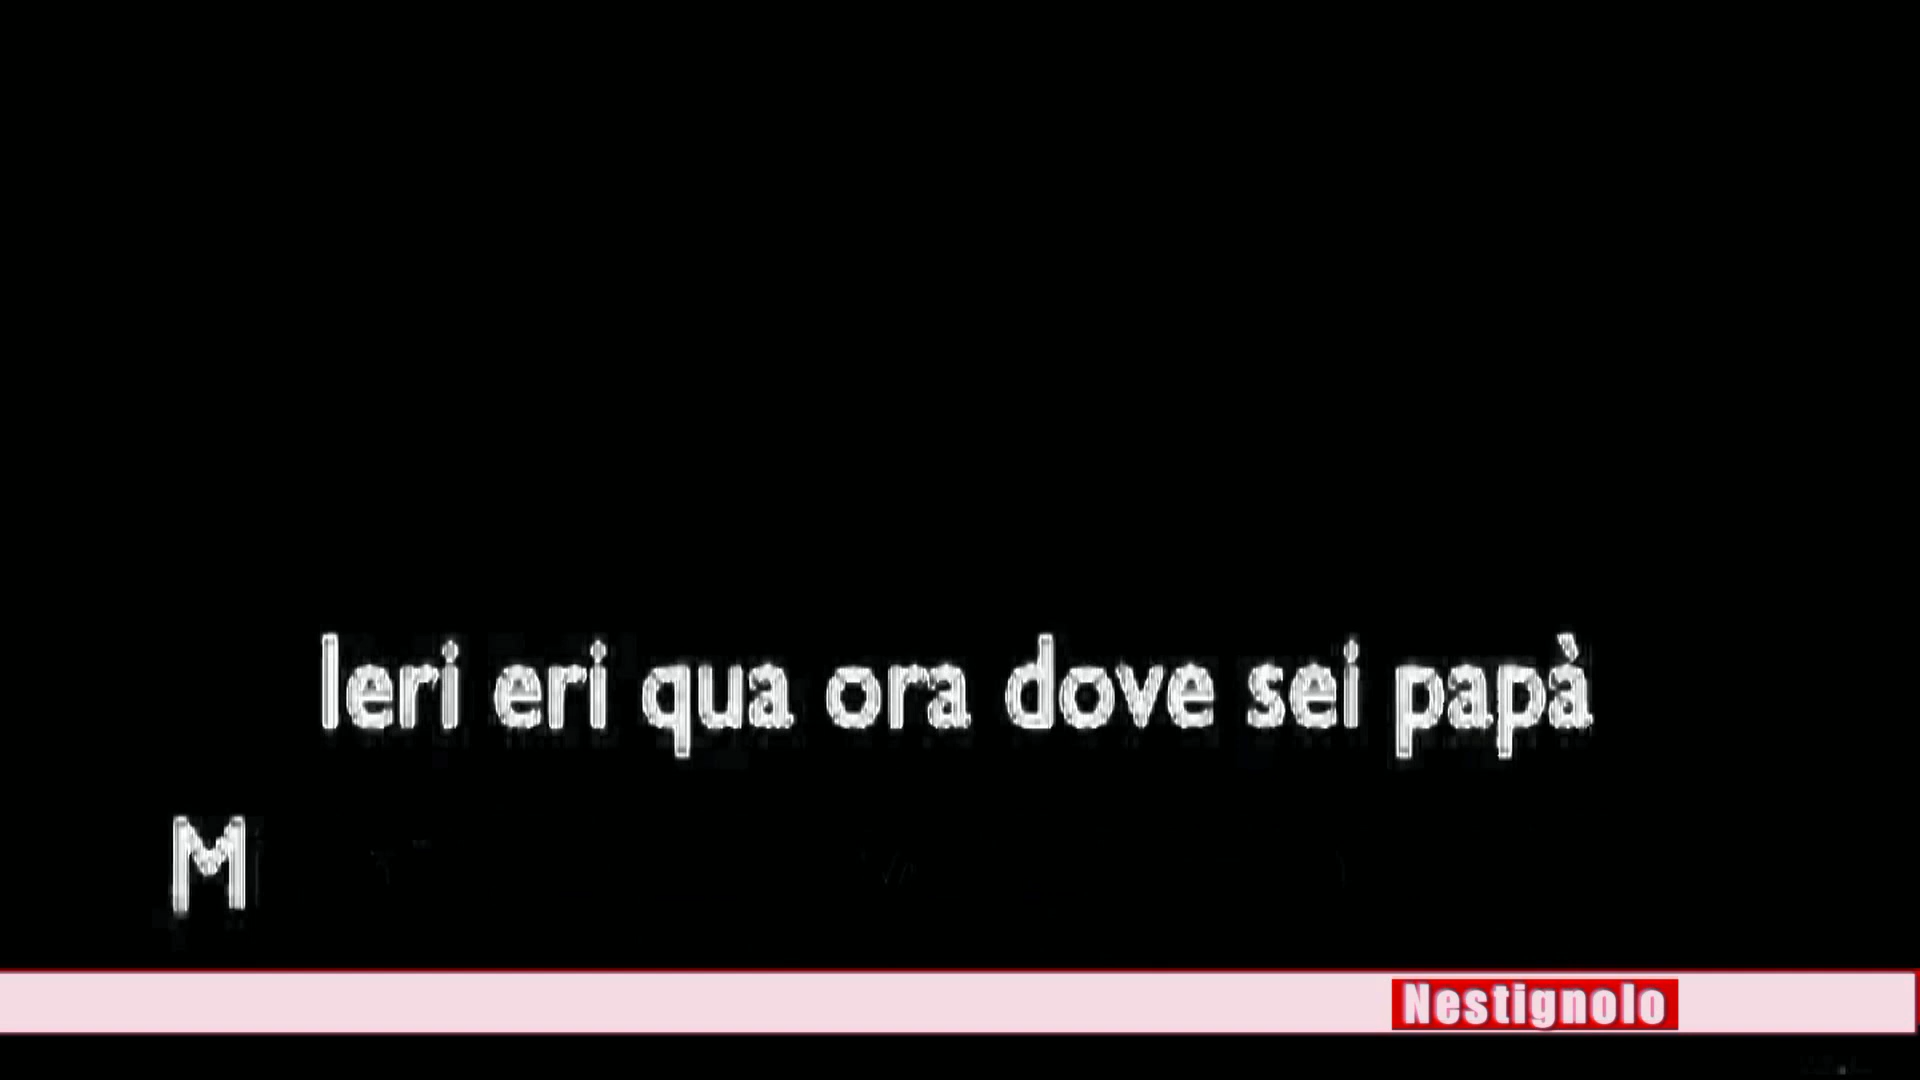 Ieri eri qua ora dove sei papà
M
Nestignolo